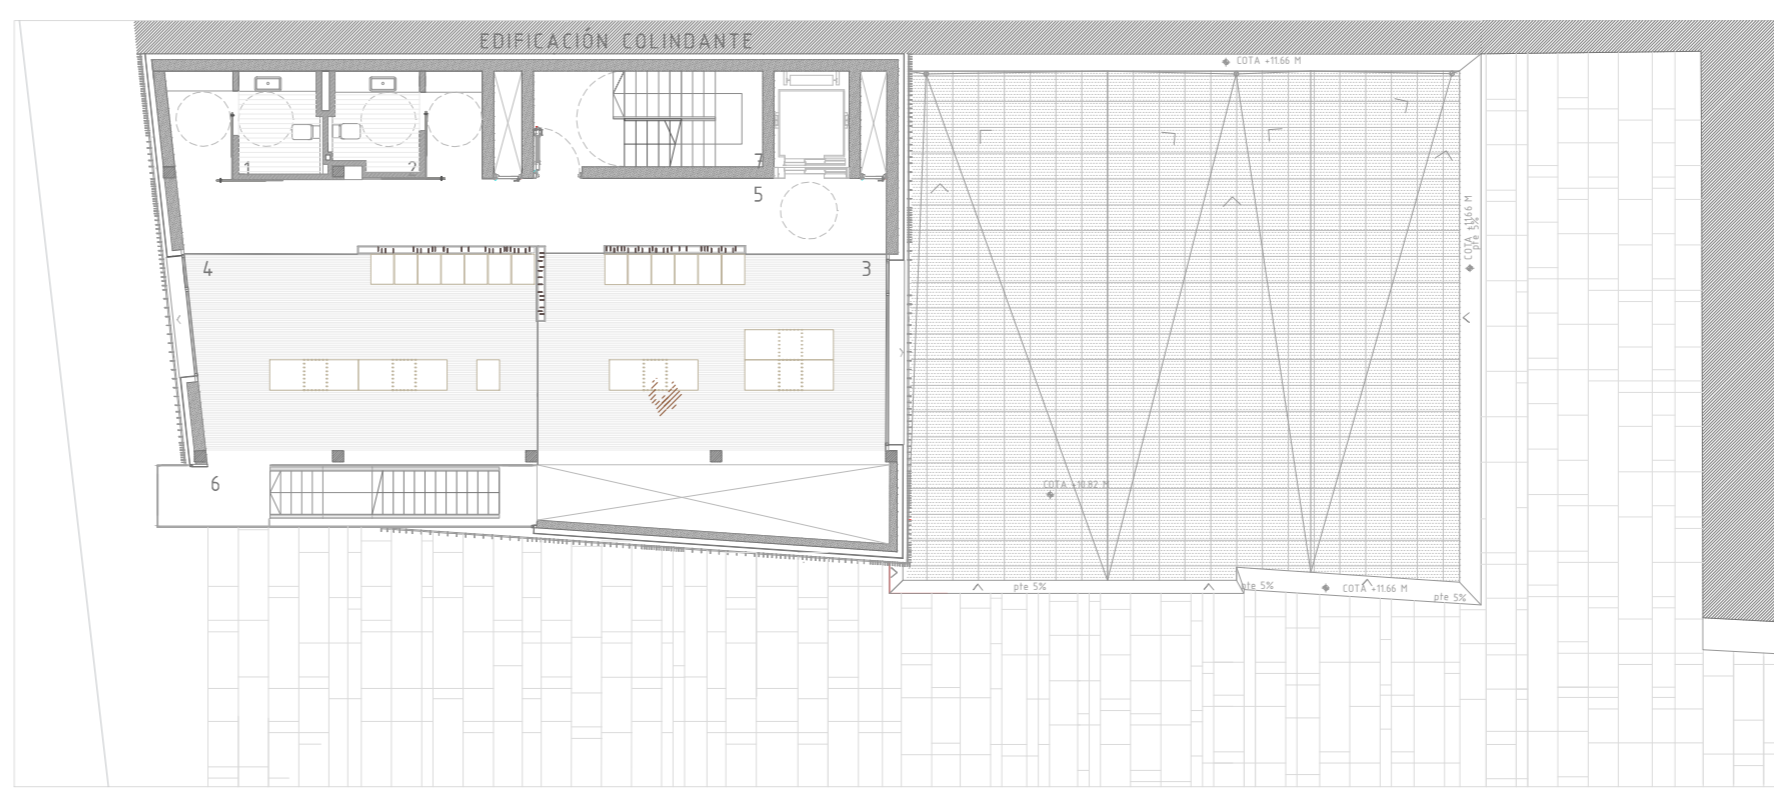 EDIFICACIÓN COLINDANTE
COTA +11.66 M
1
2
7
5
COTA +11.66 M
pte 5%
4
3
6
COTA +10.82 M
pte 5%
pte 5%
COTA +11.66 M
pte 5%